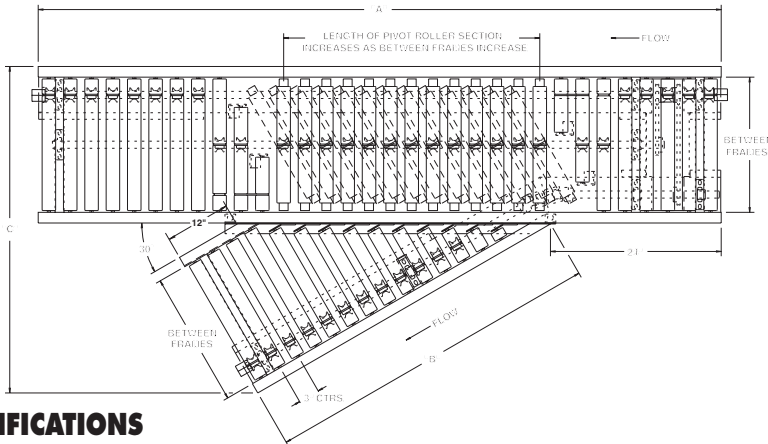 A
LENGTH OF PIVOT ROLLER SECTION
INCREASES AS BETWEEN FRAMES INCREASE
FLOW
BETWEEN
FRAMES
C
12"
30
21
BETWEEN
FRAMES
FLOW
B
3 CTRS
IFICATIONS